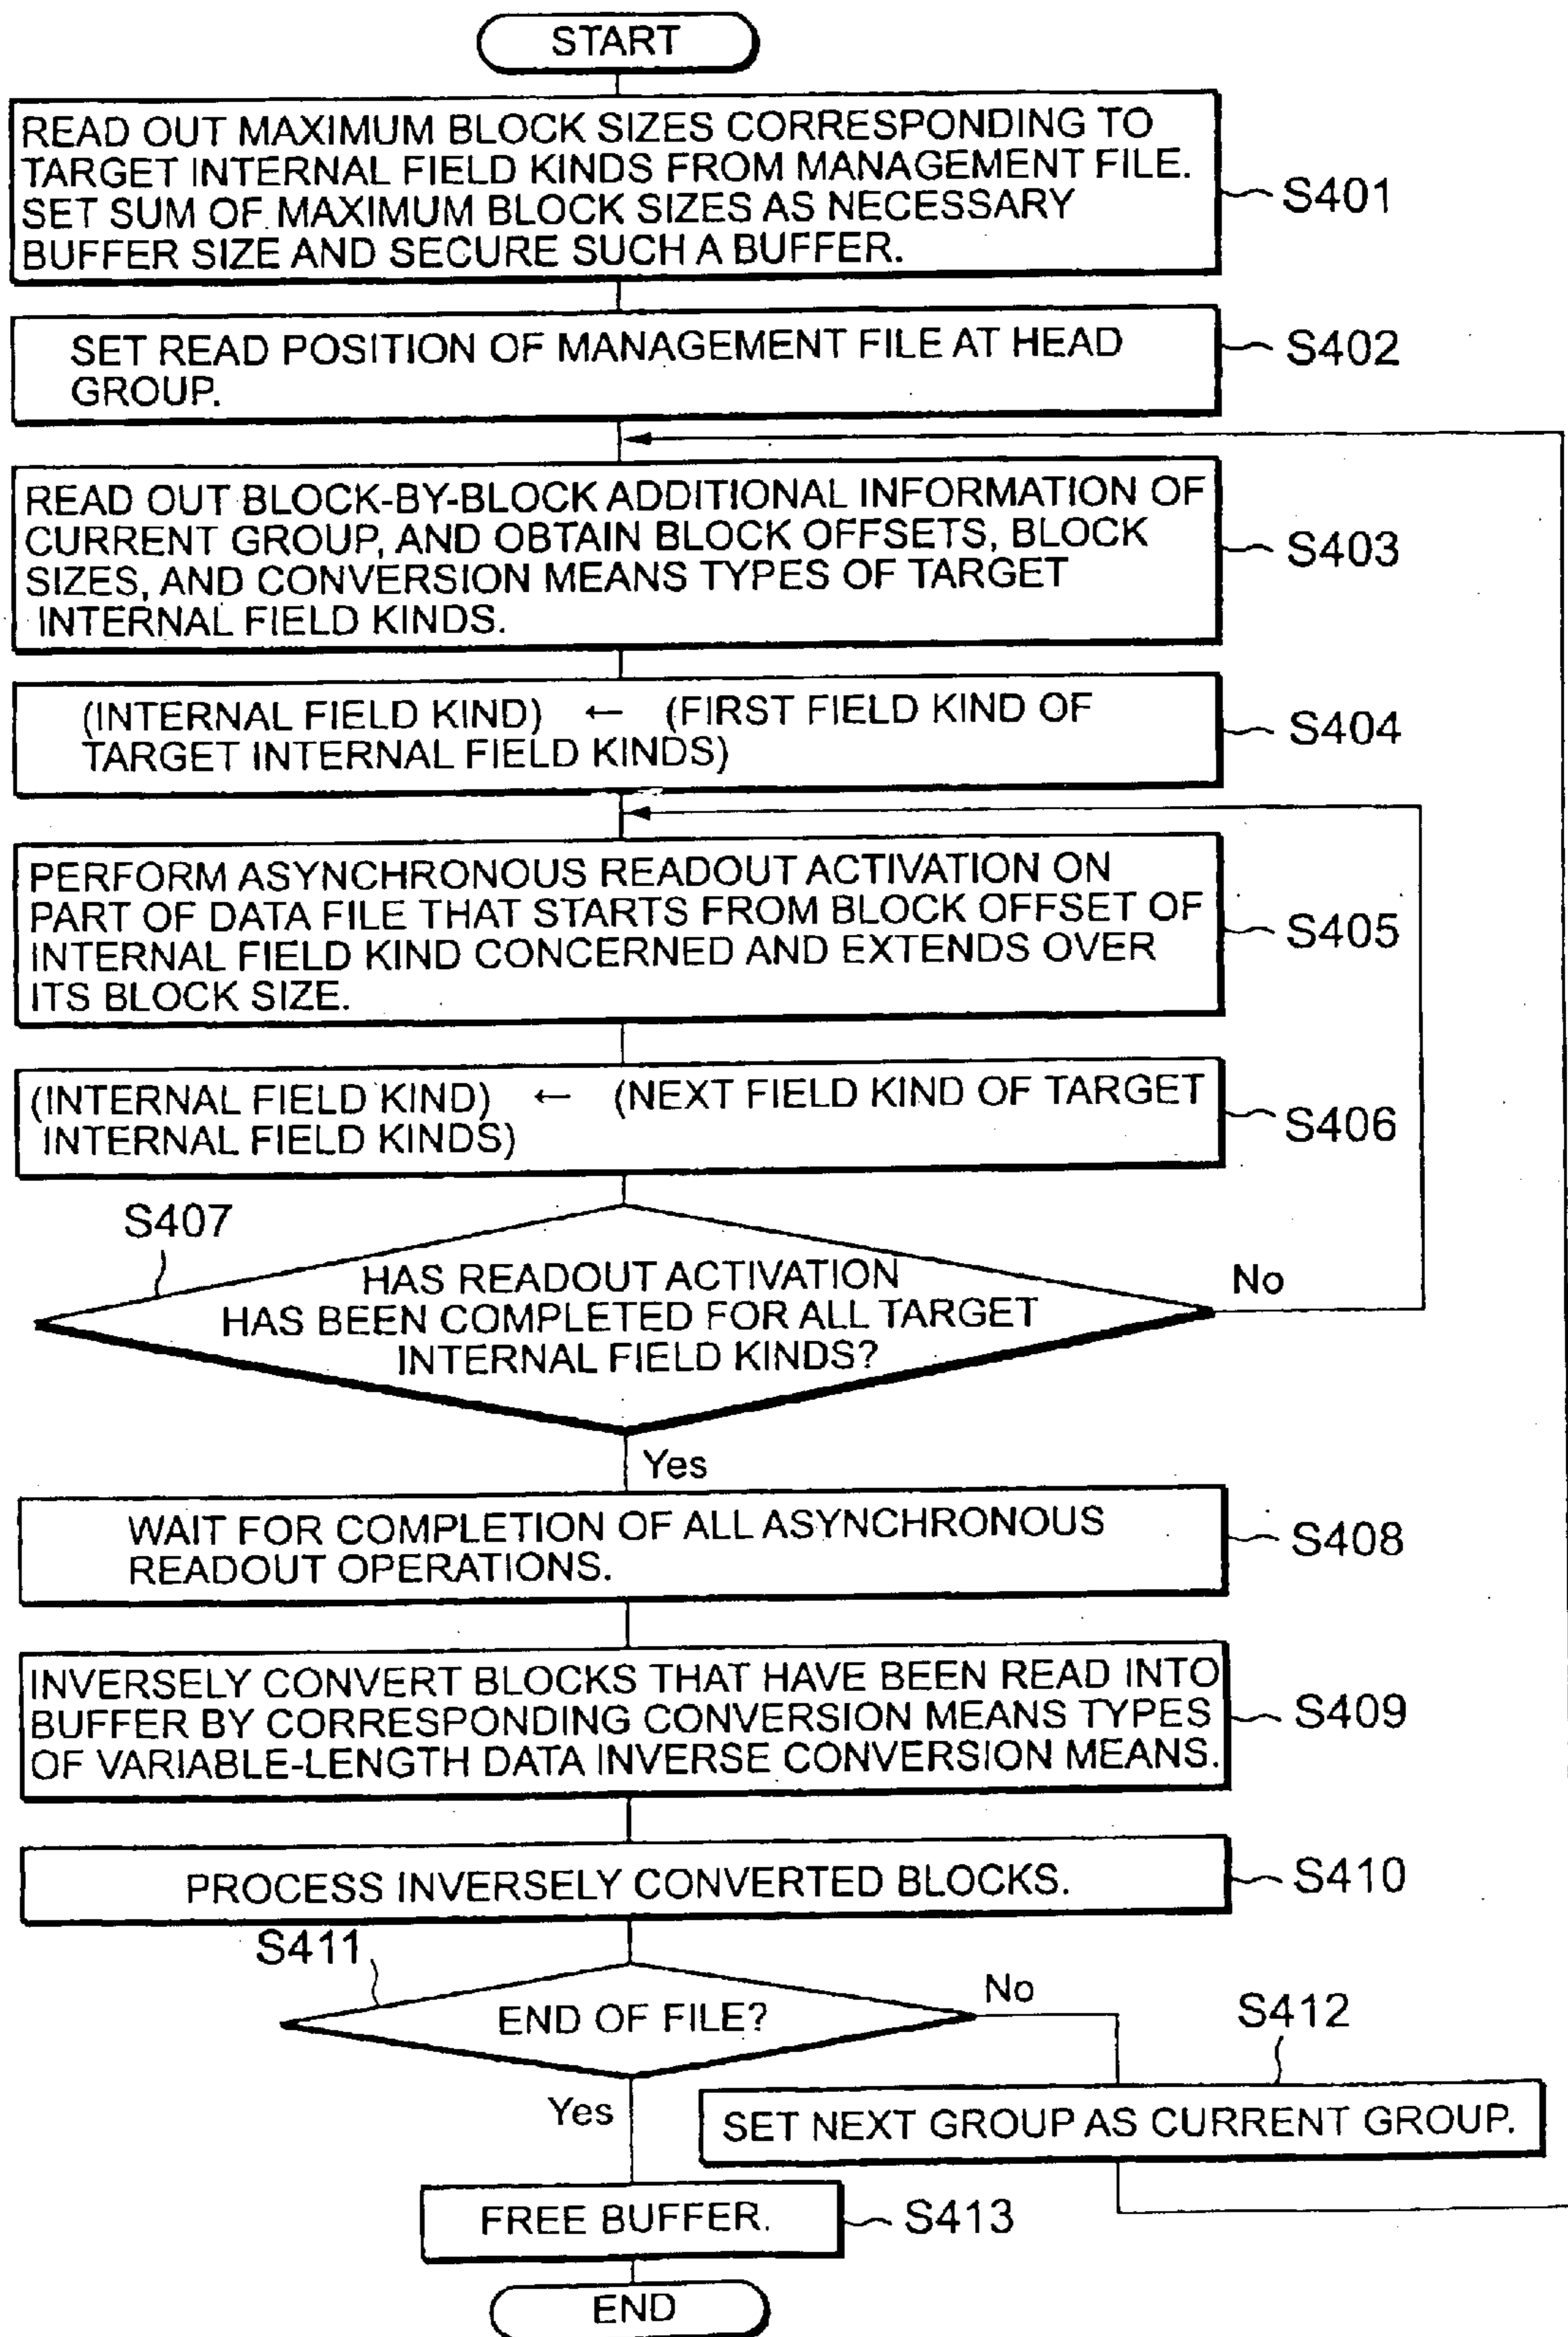 START
READ OUT MAXIMUM BLOCK SIZES CORRESPONDING TO
TARGET INTERNAL FIELD KINDS FROM MANAGEMENT FILE.
SET SUM OF MAXIMUM BLOCK SIZES AS NECESSARY
BUFFER SIZE AND SECURE SUCH A BUFFER.
S401
SET READ POSITION OF MANAGEMENT FILE AT HEAD
GROUP.
S402
READ OUT BLOCK-BY-BLOCK ADDITIONAL INFORMATION OF
CURRENT GROUP, AND OBTAIN BLOCK OFFSETS, BLOCK
SIZES, AND CONVERSION MEANS TYPES OF TARGET
INTERNAL FIELD KINDS.
S403
(INTERNAL FIELD KIND) ← (FIRST FIELD KIND OF
TARGET INTERNAL FIELD KINDS)
S404
PERFORM ASYNCHRONOUS READOUT ACTIVATION ON
PART OF DATA FILE THAT STARTS FROM BLOCK OFFSET OF
INTERNAL FIELD KIND CONCERNED AND EXTENDS OVER
ITS BLOCK SIZE.
S405
(INTERNAL FIELD KIND) ← (NEXT FIELD KIND OF TARGET
INTERNAL FIELD KINDS)
S406
S407
HAS READOUT ACTIVATION
HAS BEEN COMPLETED FOR ALL TARGET
INTERNAL FIELD KINDS?
No
Yes
WAIT FOR COMPLETION OF ALL ASYNCHRONOUS
READOUT OPERATIONS.
S408
INVERSELY CONVERT BLOCKS THAT HAVE BEEN READ INTO
BUFFER BY CORRESPONDING CONVERSION MEANS TYPES
OF VARIABLE-LENGTH DATA INVERSE CONVERSION MEANS.
S409
PROCESS INVERSELY CONVERTED BLOCKS.
S410
S411
END OF FILE?
No
S412
Yes
SET NEXT GROUP AS CURRENT GROUP.
FREE BUFFER.
S413
END